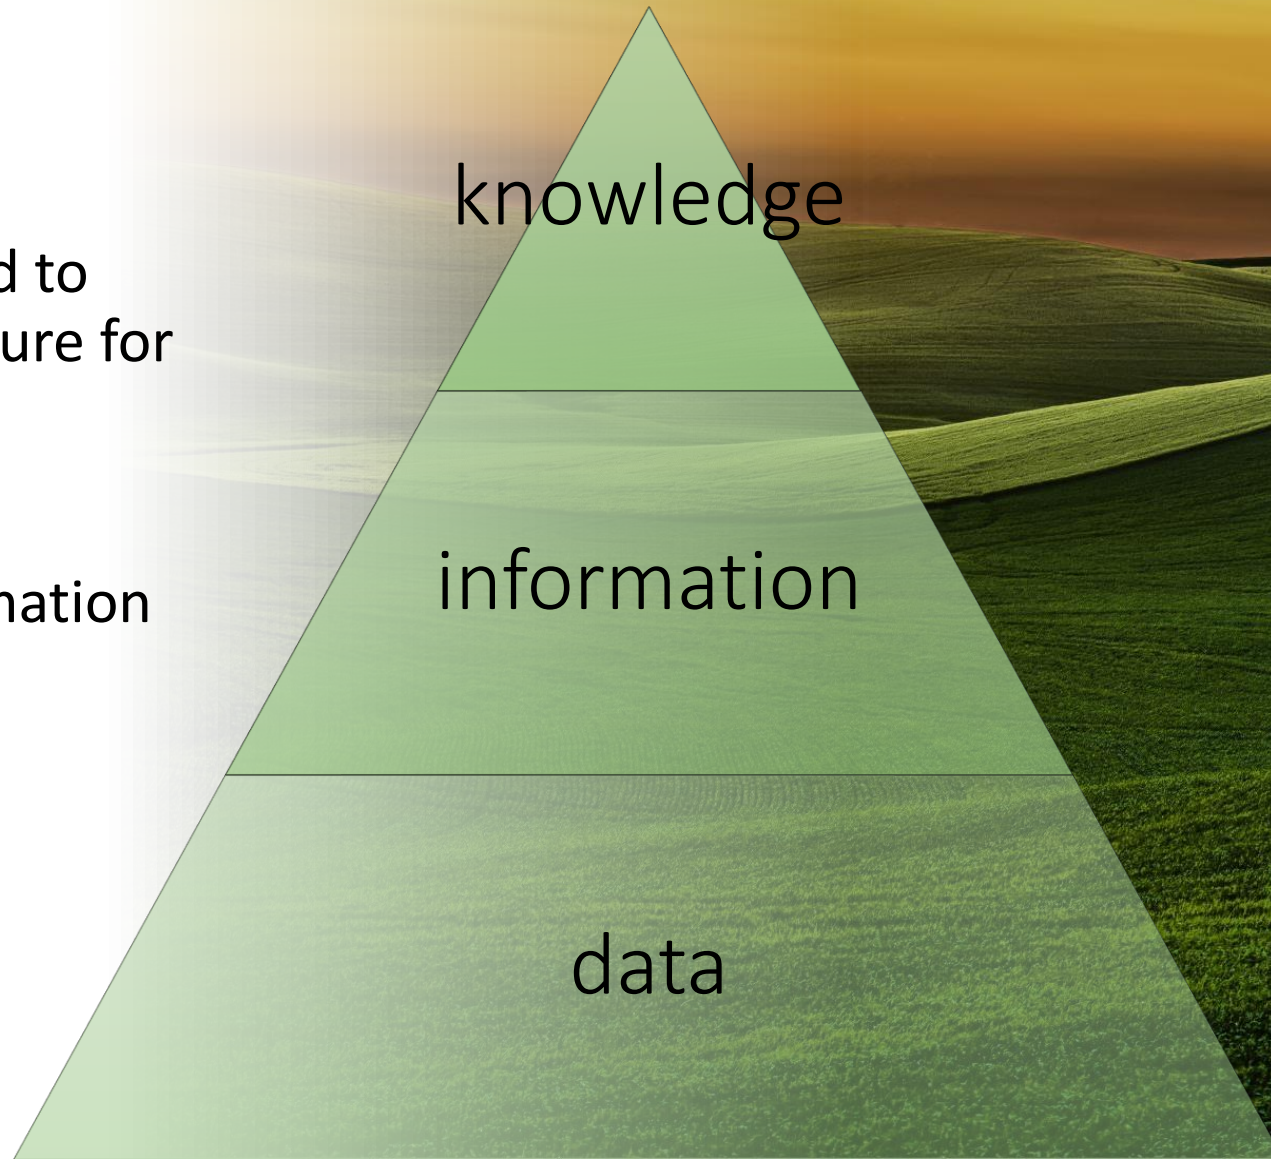 knowledge
d to
ure for
information
nation
data